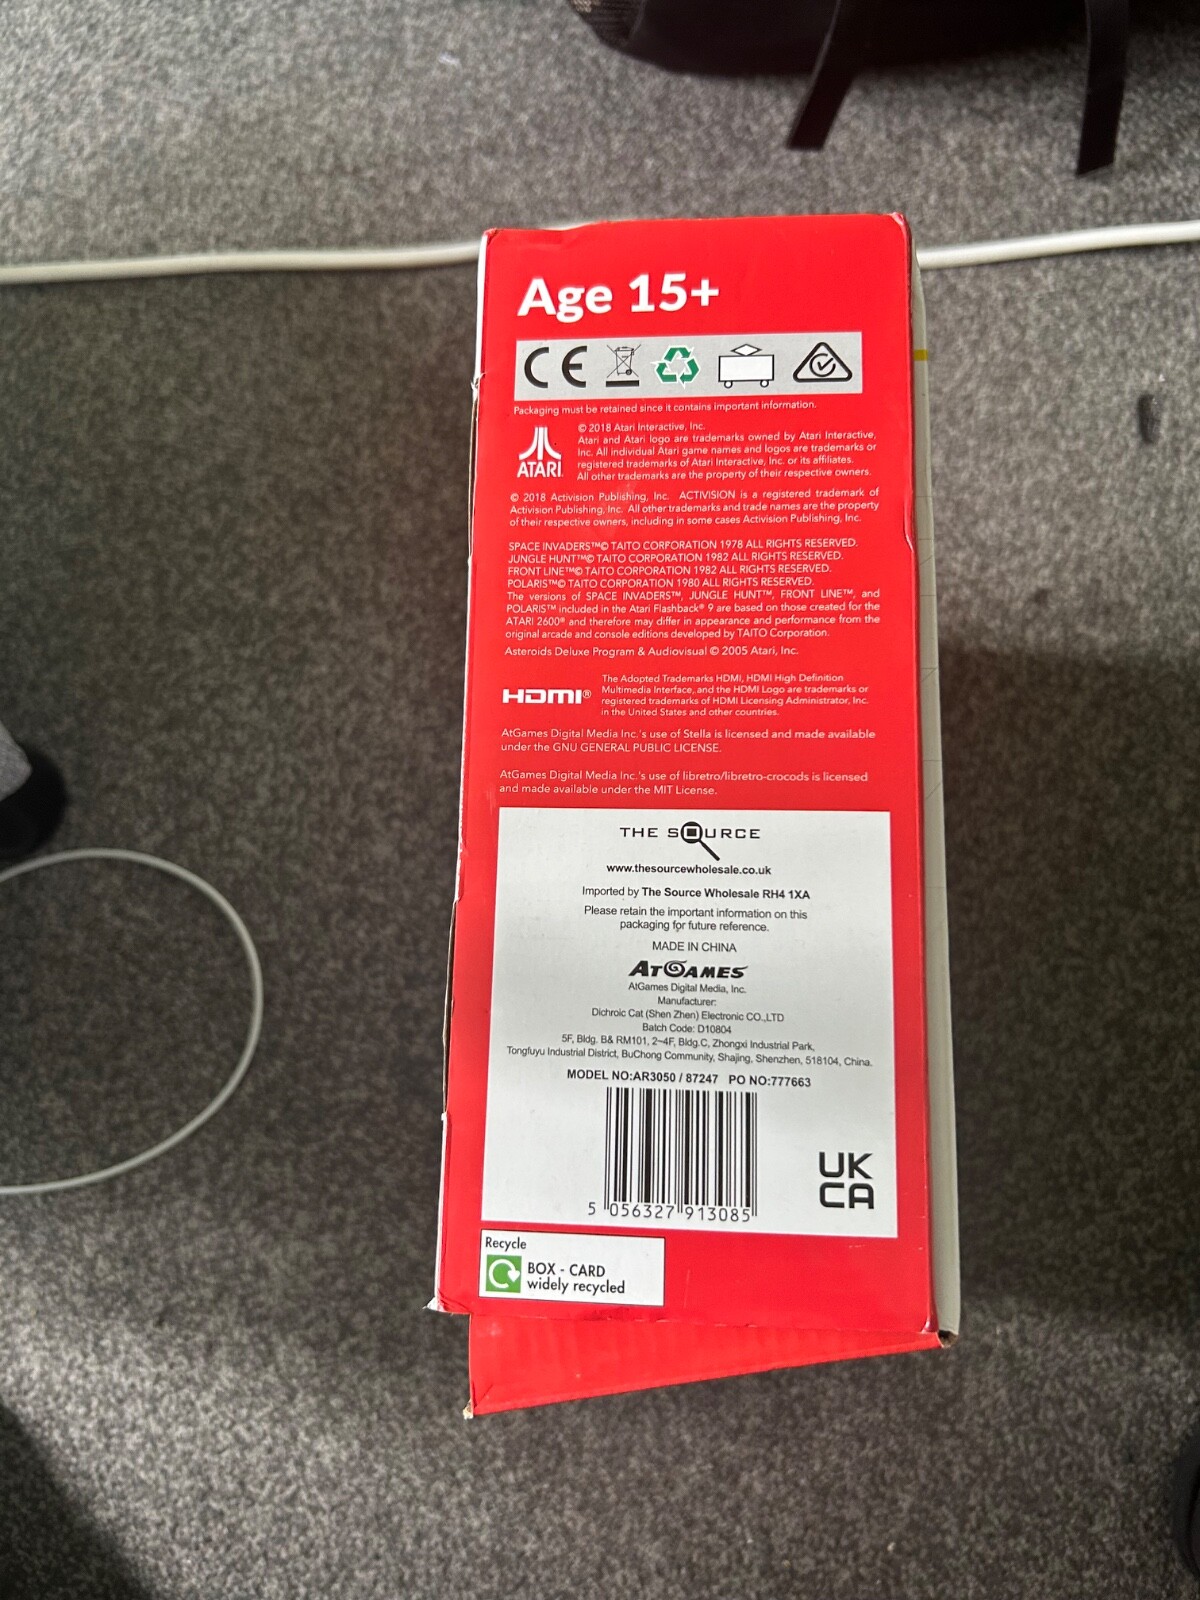 Age 15+
CE
Packaging must be retained since it contains important information.
ATARI
© 2018 Atari Interactive, Inc.
Atari and Atari logo are trademarks owned by Atari Interactive,
Inc. All individual Atari game names and logos are trademarks or
registered trademarks of Atari Interactive, Inc. or its affiliates.
All other trademarks are the property of their respective owners.
© 2018 Activision Publishing, Inc. ACTIVISION is a registered trademark of
Activision Publishing, Inc. All other trademarks and trade names are the property
of their respective owners, including in some cases Activision Publishing, Inc.
SPACE INVADERS™© TAITO CORPORATION 1978 ALL RIGHTS RESERVED.
JUNGLE HUNT™© TAITO CORPORATION 1982 ALL RIGHTS RESERVED.
FRONT LINE™© TAITO CORPORATION 1982 ALL RIGHTS RESERVED.
POLARIS™© TAITO CORPORATION 1980 ALL RIGHTS RESERVED.
The versions of SPACE INVADERS™, JUNGLE HUNT™, FRONT LINE™, and
POLARIS™ included in the Atari Flashback® 9 are based on those created for the
ATARI 2600® and therefore may differ in appearance and performance from the
original arcade and console editions developed by TAITO Corporation.
Asteroids Deluxe Program & Audiovisual © 2005 Atari, Inc.
HDMI®
The Adopted Trademarks HDMI, HDMI High Definition
Multimedia Interface, and the HDMI Logo are trademarks or
registered trademarks of HDMI Licensing Administrator, Inc.
in the United States and other countries.
AtGames Digital Media Inc.'s use of Stella is licensed and made available
under the GNU GENERAL PUBLIC LICENSE.
AtGames Digital Media Inc.'s use of libretro/libretro-crocods is licensed
and made available under the MIT License.
THE SOURCE
www.thesourcewholesale.co.uk
Imported by The Source Wholesale RH4 1XA
Please retain the important information on this
packaging for future reference.
MADE IN CHINA
ATGAMES
AtGames Digital Media, Inc.
Manufacturer:
Dichroic Cat (Shen Zhen) Electronic CO.,LTD
Batch Code: D10804
5F, Bldg. B& RM101, 2~4F, Bldg.C, Zhongxi Industrial Park,
Tongfuyu Industrial District, BuChong Community, Shajing, Shenzhen, 518104, China.
MODEL NO:AR3050 / 87247 PO NO:777663
5 056327 913085
UK
CA
Recycle
BOX - CARD
widely recycled